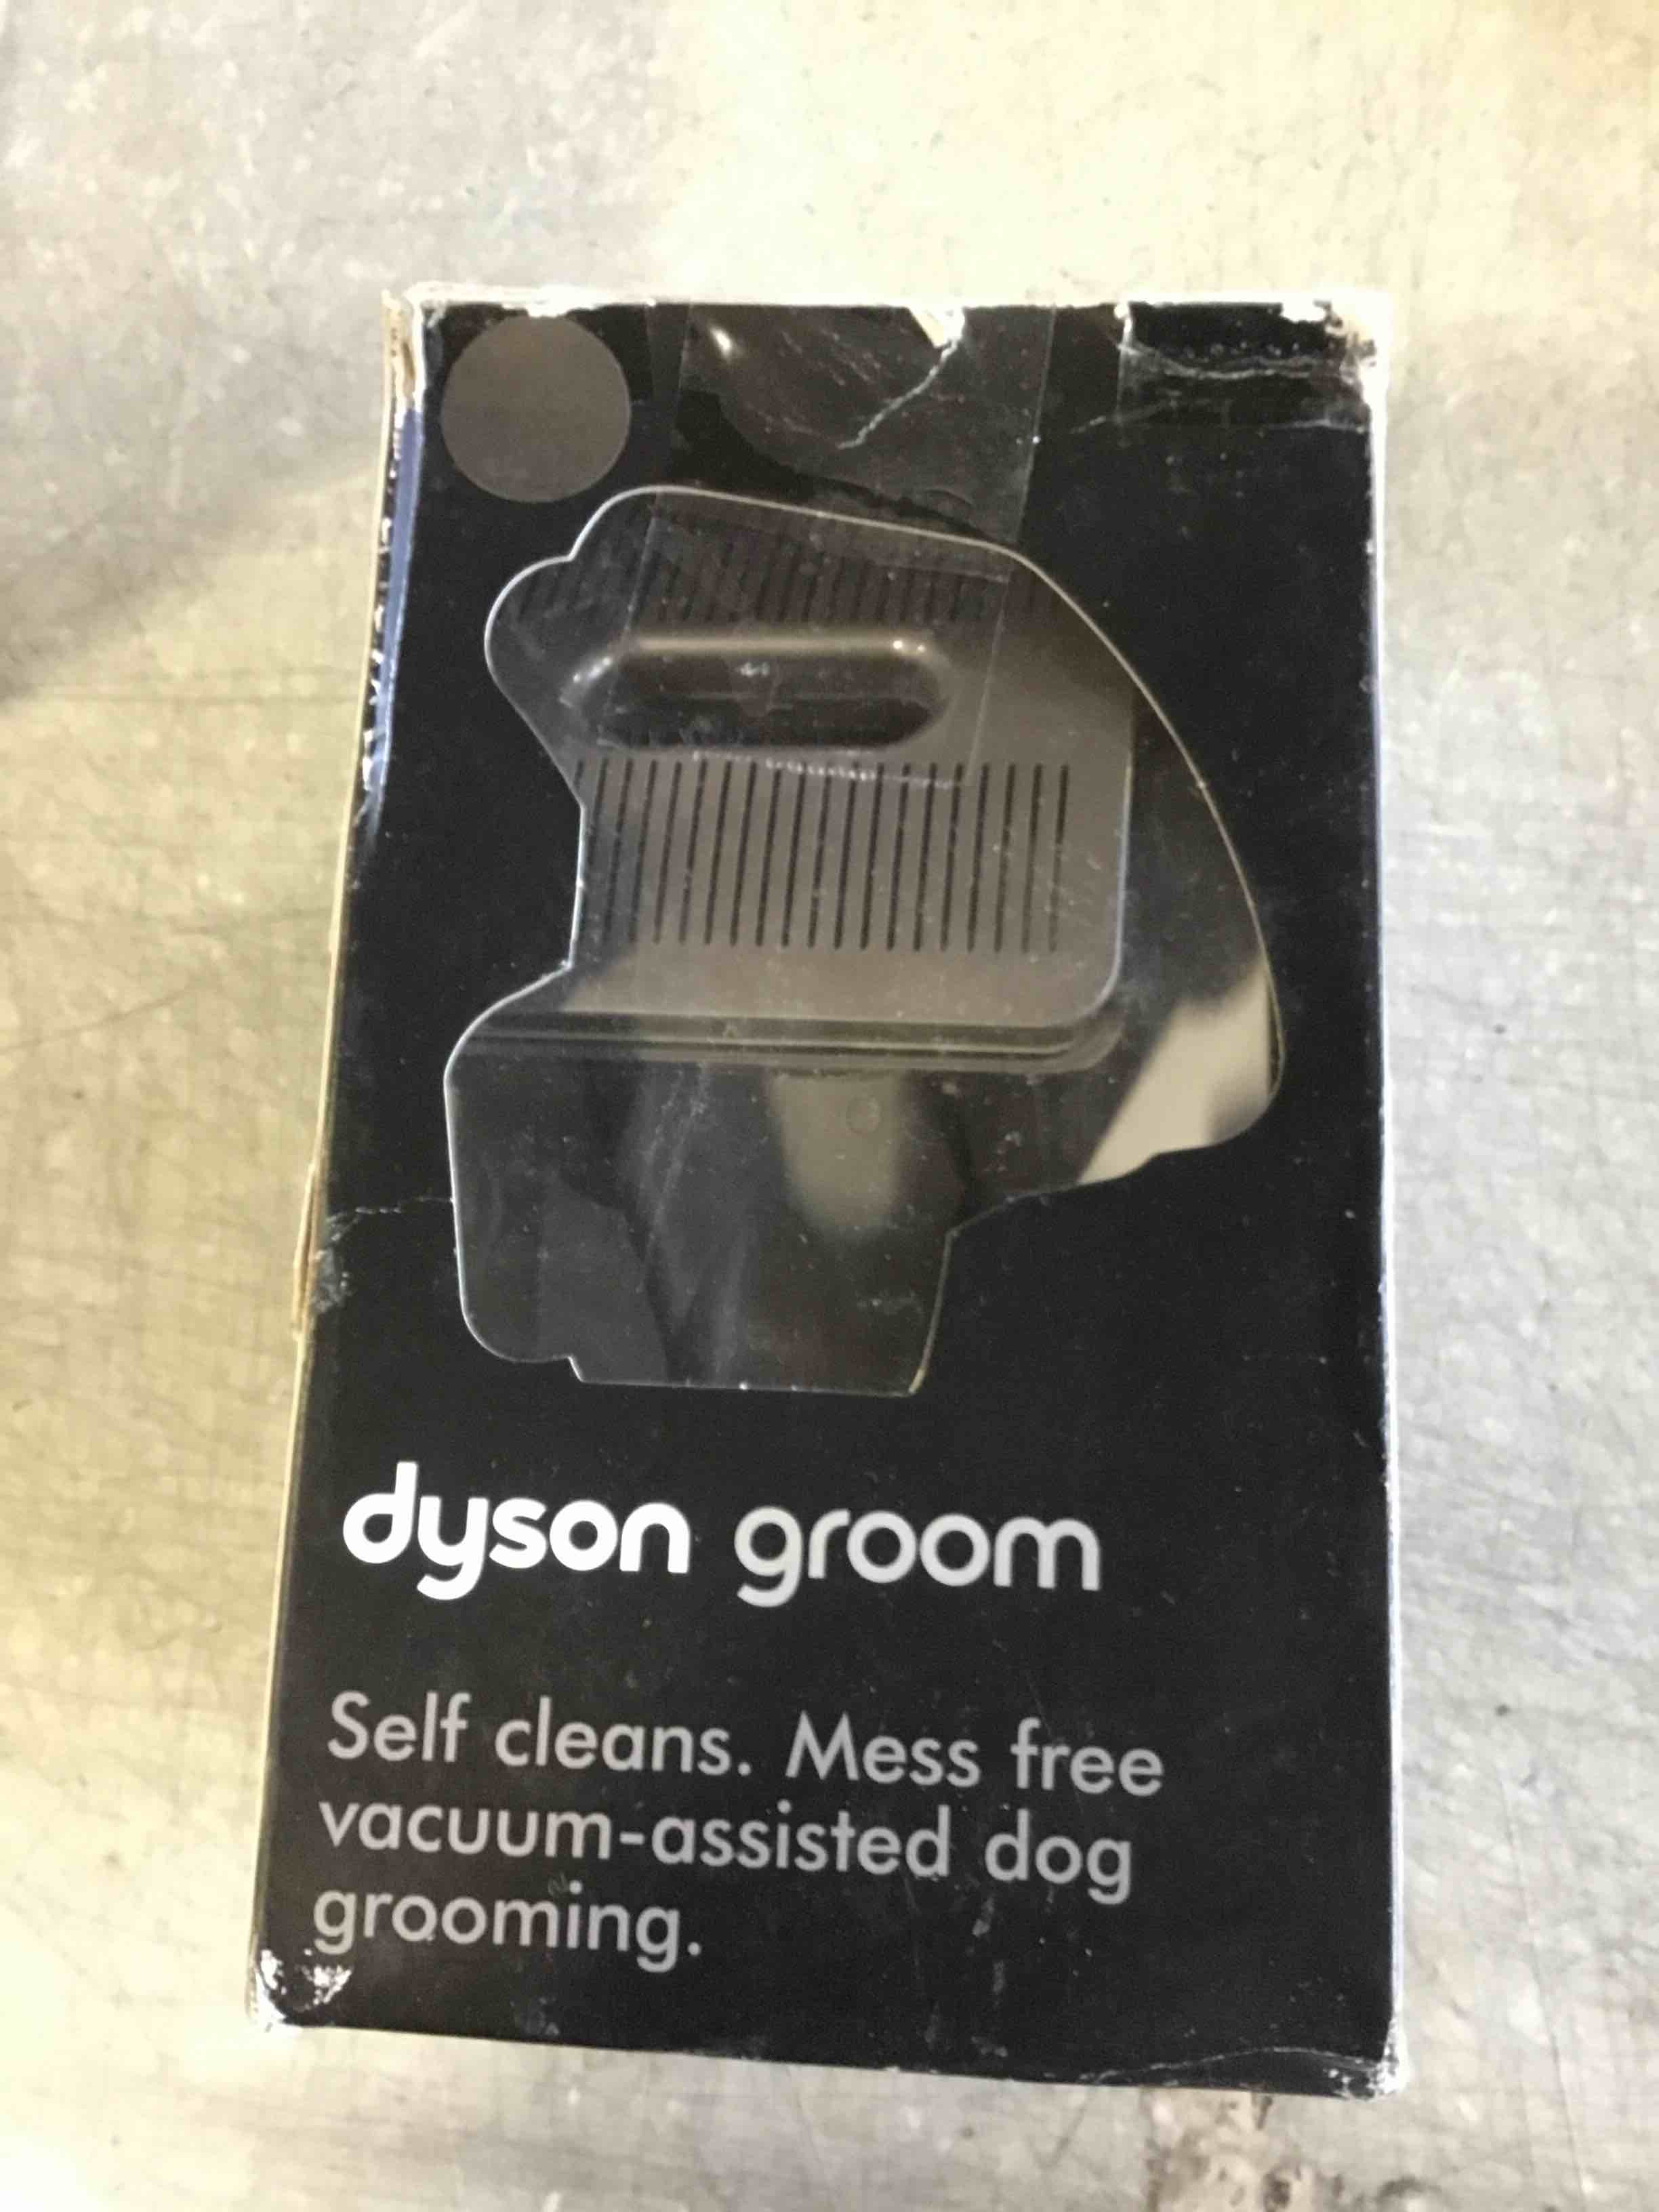 dyson groom
Self cleans. Mess free
vacuum-assisted dog
grooming.